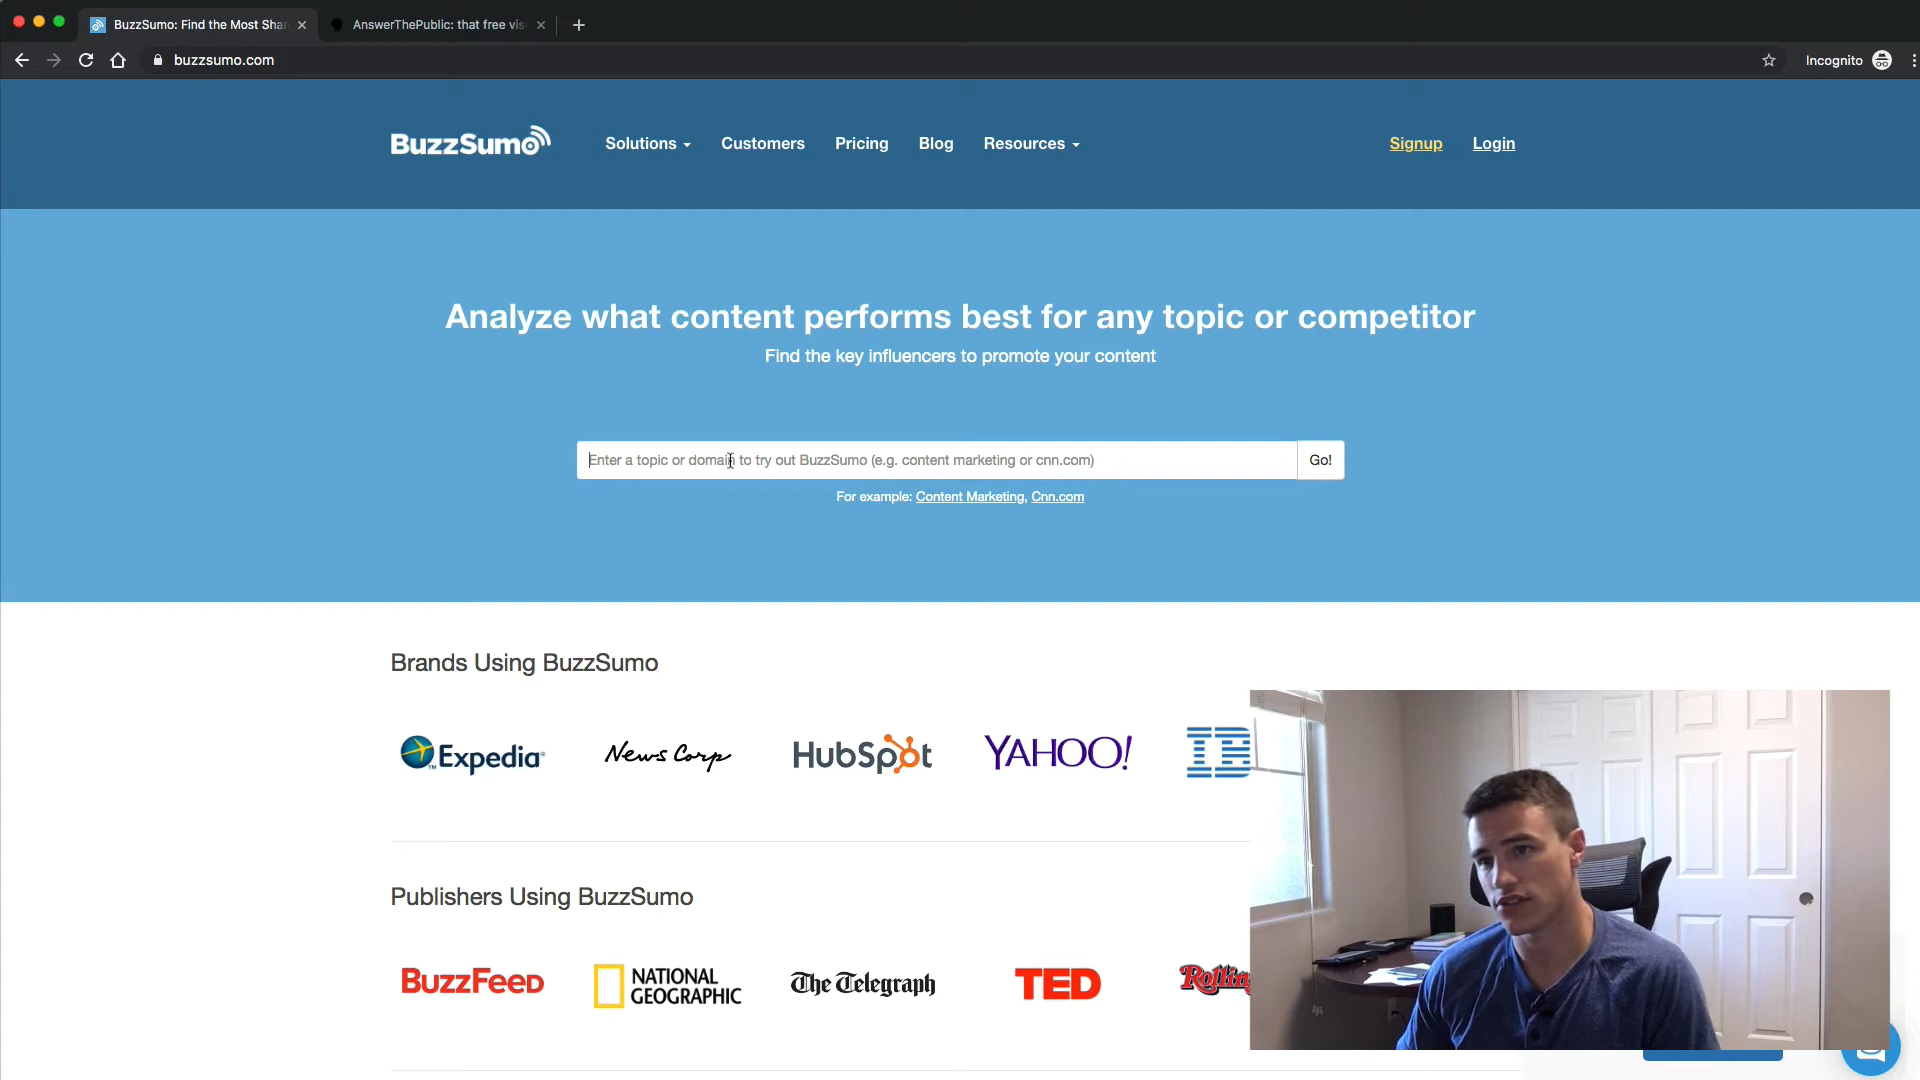 BuzzSumo: Find the Most Shar
AnswerThePublic: that free vis
buzzsumo.com
Incognito
BuzzSumo
Solutions
Customers
Pricing
Blog
Resources
Signup
Login
Analyze what content performs best for any topic or competitor
Find the key influencers to promote your content
Enter a topic or domain to try out BuzzSumo (e.g. content marketing or cnn.com)
Go!
For example: Content Marketing, Cnn.com
Brands Using BuzzSumo
Expedia
News Corp
HubSpot
YAHOO!
IB
Publishers Using BuzzSumo
BuzzFeed
NATIONAL
GEOGRAPHIC
The Telegraph
TED
Rolling